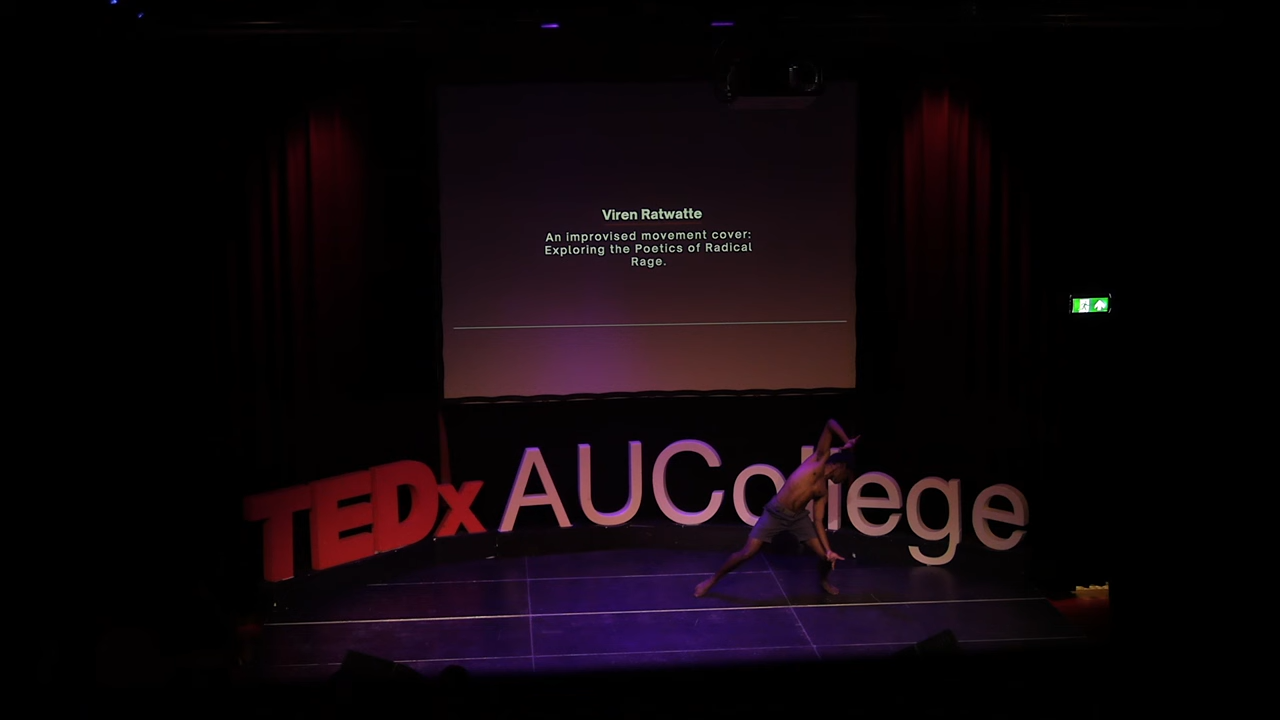 Viren Ratwatte
An improvised movement cover:
Exploring the Poetics of Radical
Rage.
TEDx AUCollege